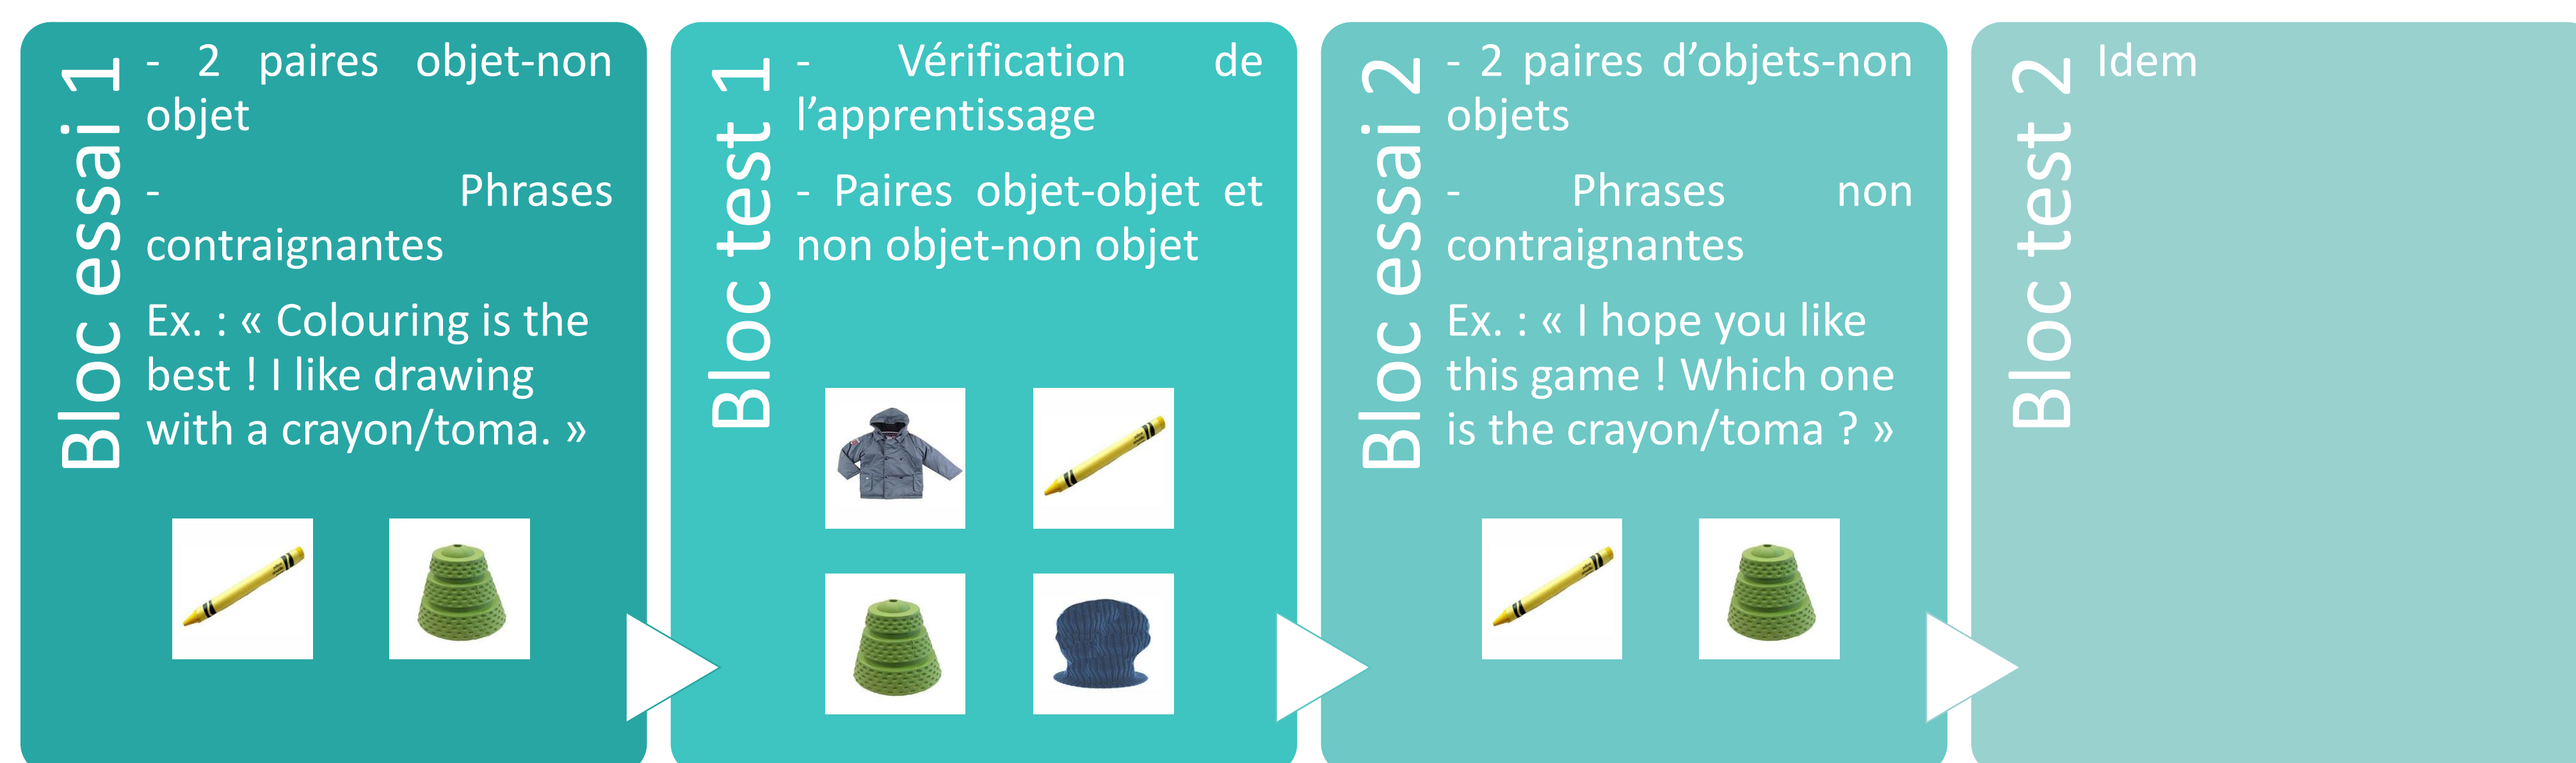 Bloc essai 1
- 2 paires objet-non
objet
- Phrases
contraignantes
Ex. : « Colouring is the
best ! I like drawing
with a crayon/toma. »
Bloc test 1
- Vérification de
l’apprentissage
- Paires objet-objet et
non objet-non objet
Bloc essai 2
- 2 paires d’objets-non
objets
- Phrases non
contraignantes
Ex. : « I hope you like
this game ! Which one
is the crayon/toma ? »
Bloc test 2
Idem